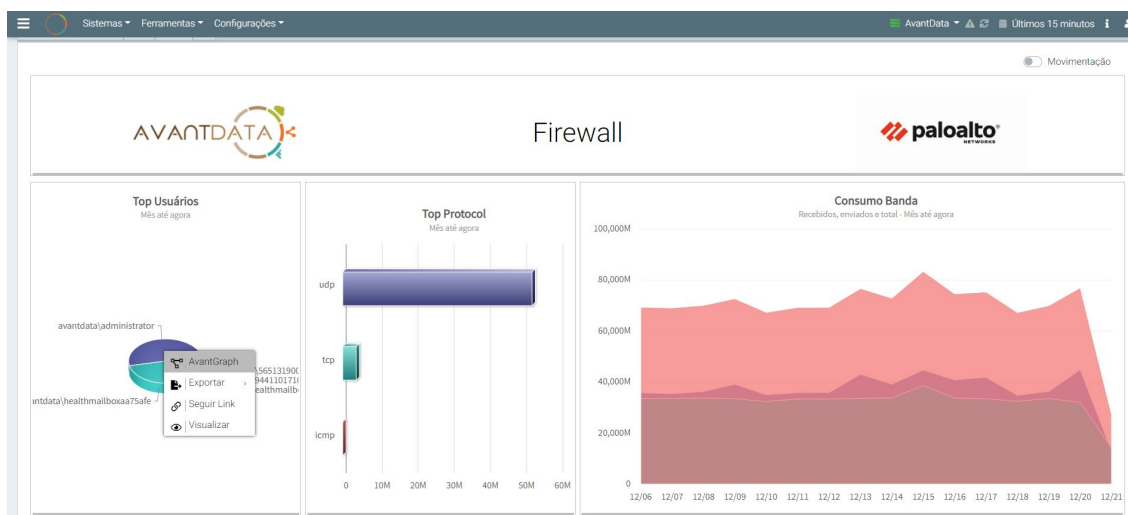 Sistemas Ferramentas Configurações AvantData Últimos 15 minutos
Movimentação
AVANTDATA
Firewall
paloalto
NETWORKS
Top Usuários
Mês até agora
avantdata\administrator
AvantGraph
Exportar
Seguir Link
Visualizar
ntdata\healthmailboxaa75afe
Top Protocol
Mês até agora
udp
tcp
icmp
0 10M 20M 30M 40M 50M 60M
Consumo Banda
Recebidos, enviados e total - Mês até agora
100,000M
80,000M
60,000M
40,000M
20,000M
0
12/06 12/07 12/08 12/09 12/10 12/11 12/12 12/13 12/14 12/15 12/16 12/17 12/18 12/19 12/20 12/21